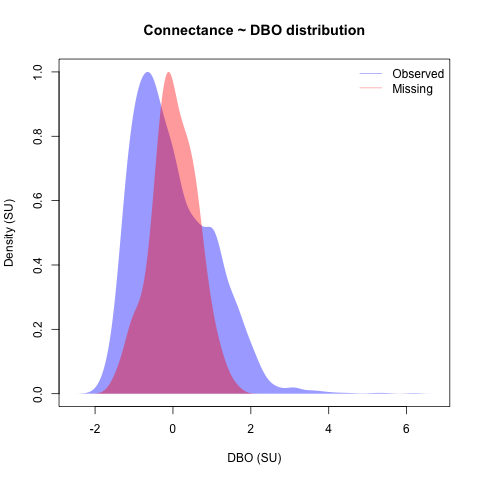 Connectance ~ DBO distribution
Observed
Missing
Density (SU)
1.0
0.8
0.6
0.4
0.2
0.0
-2 0 2 4 6
DBO (SU)